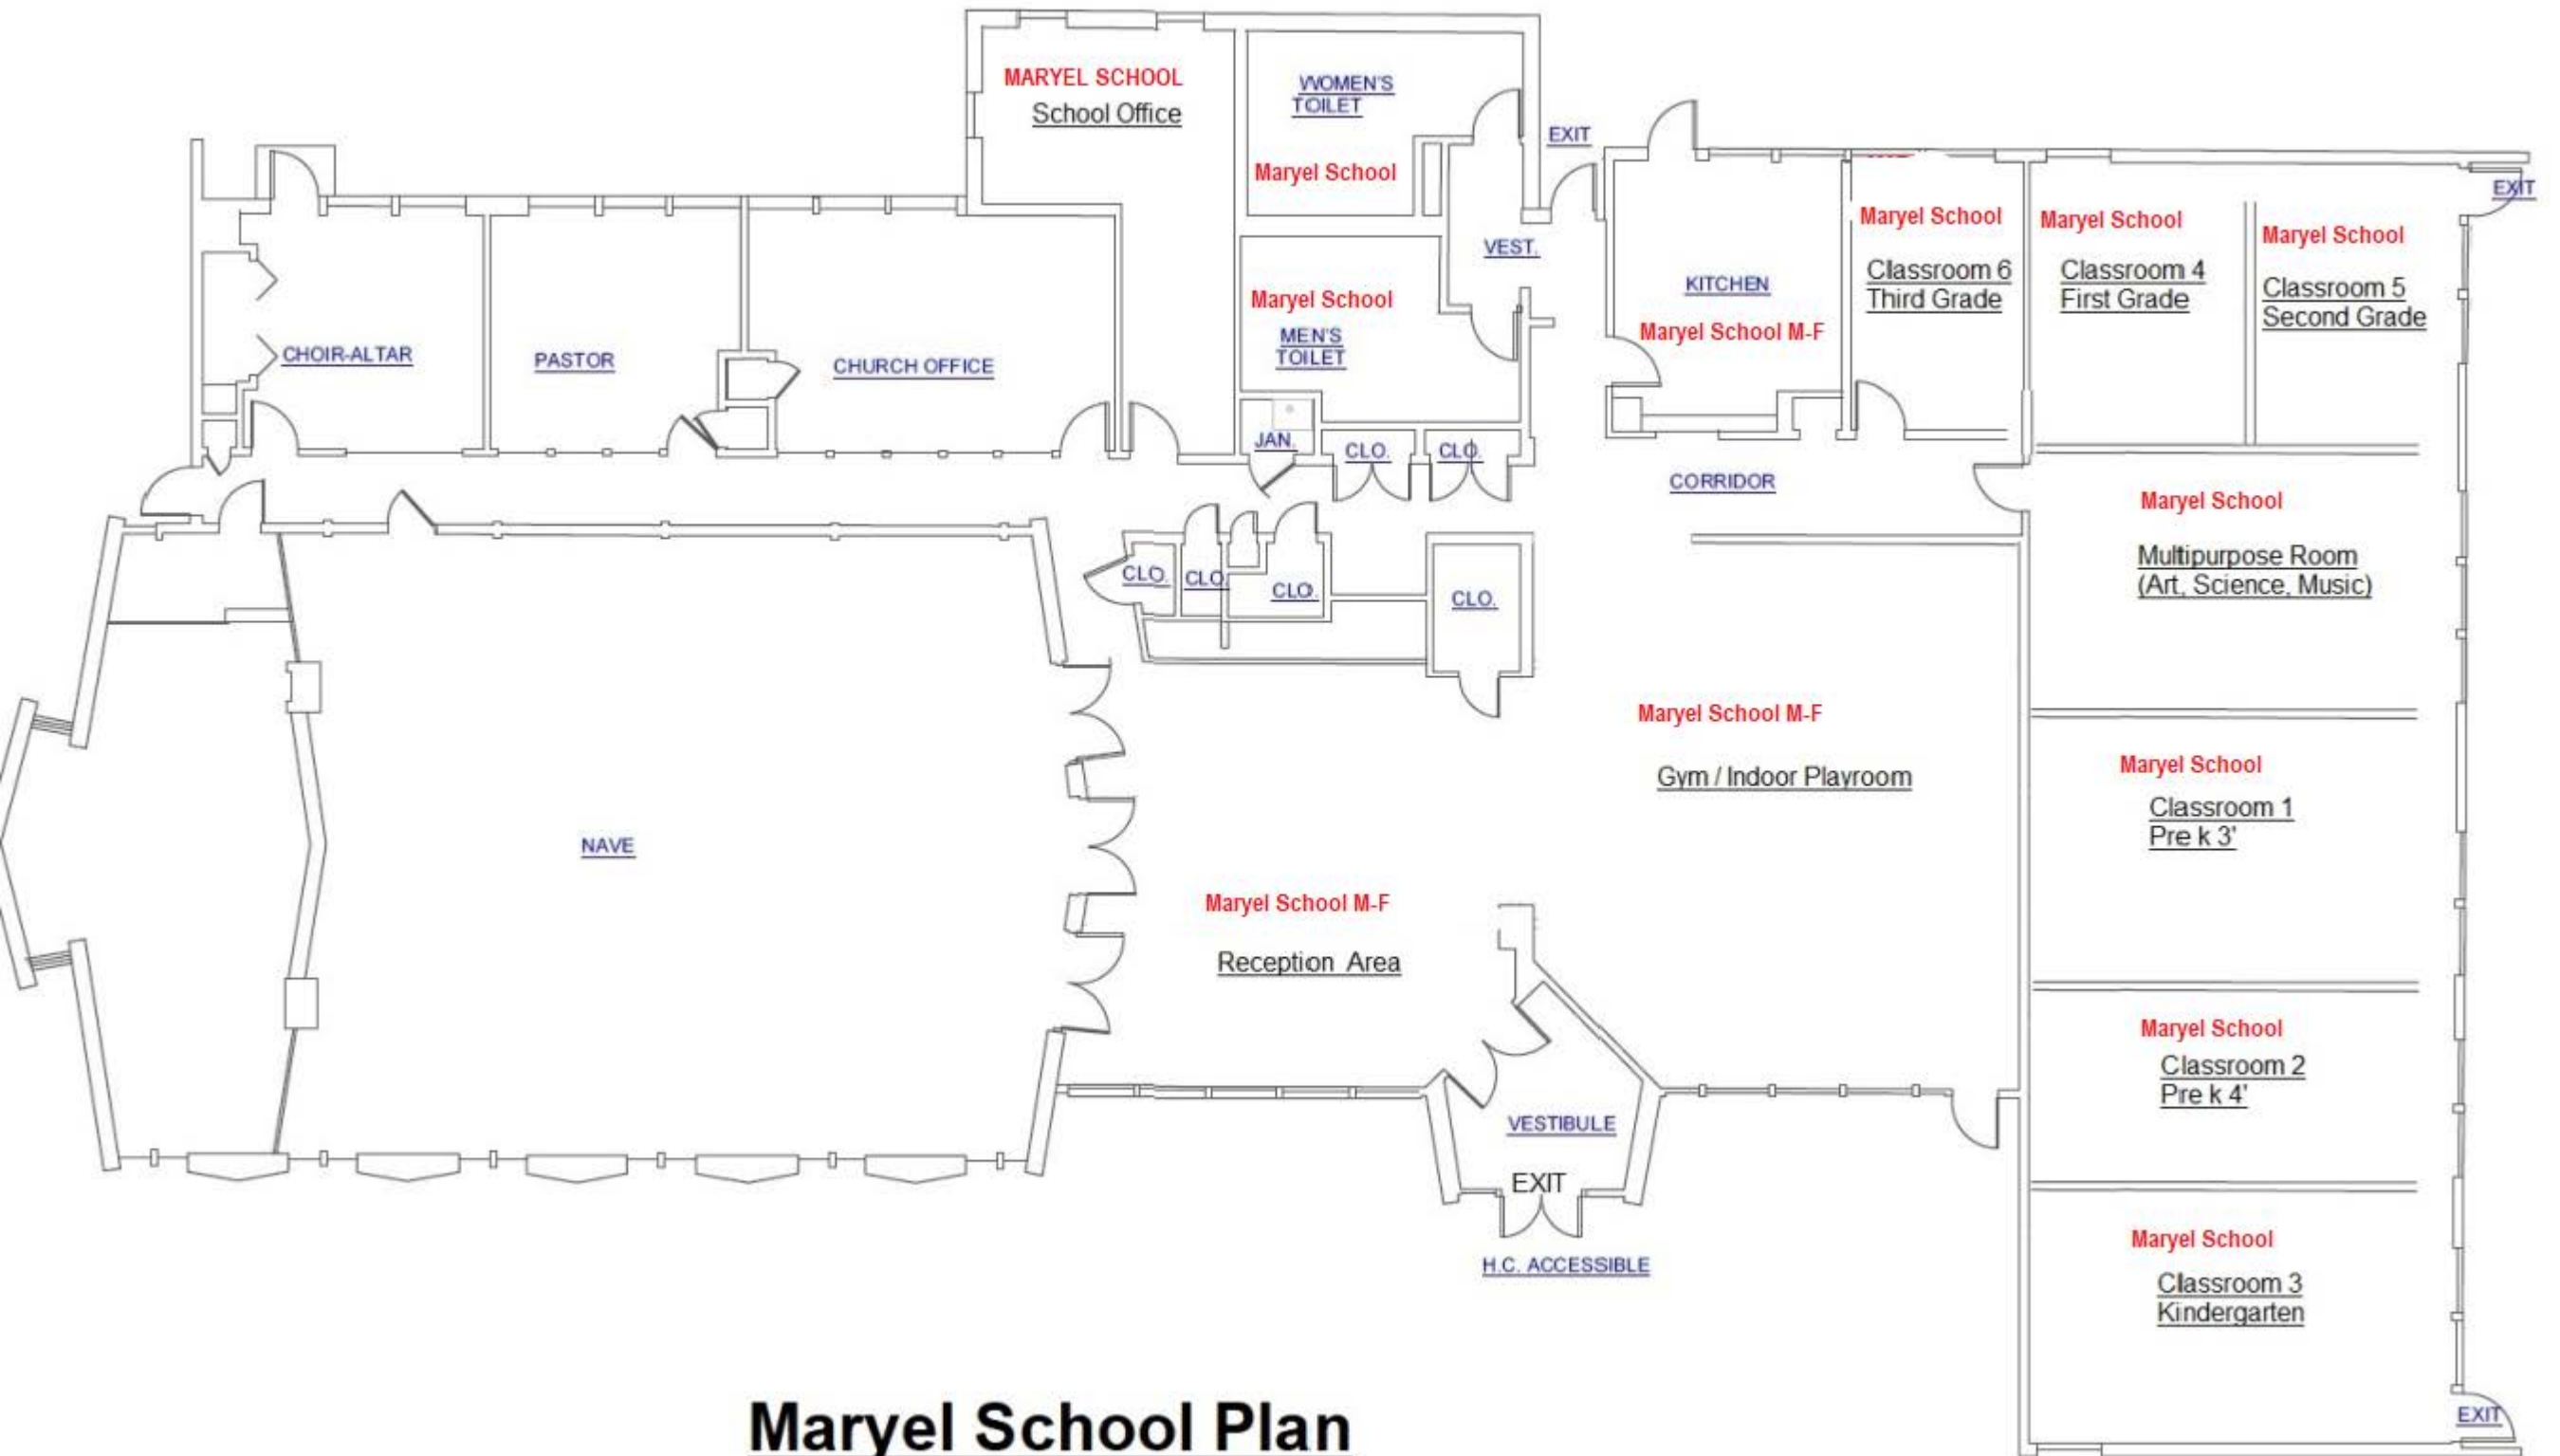 MARYEL SCHOOL
School Office
WOMEN'S
TOILET
Maryel School
EXIT
EXIT
Maryel School
MEN'S
TOILET
VEST.
KITCHEN
Maryel School M-F
Maryel School
Classroom 6
Third Grade
Maryel School
Classroom 4
First Grade
Maryel School
Classroom 5
Second Grade
CHOIR-ALTAR
PASTOR
CHURCH OFFICE
JAN.
CLO.
CLO.
CORRIDOR
Maryel School
Multipurpose Room
(Art, Science, Music)
CLO.
CLO
CLO.
CLO.
Maryel School M-F
Gym / Indoor Playroom
Maryel School
Classroom 1
Pre k 3'
NAVE
Maryel School M-F
Reception Area
Maryel School
Classroom 2
Pre k 4'
VESTIBULE
EXIT
H.C. ACCESSIBLE
Maryel School
Classroom 3
Kindergarten
EXIT
Maryel School Plan